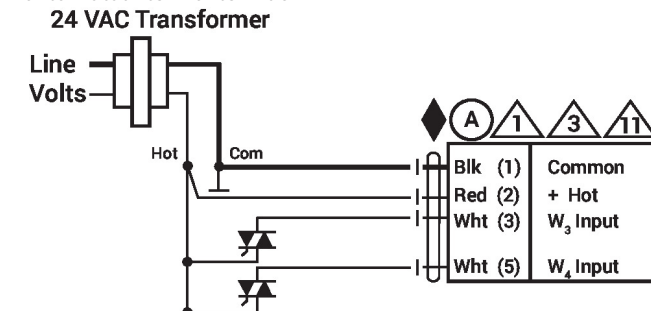 24 VAC Transformer
Line
Volts
Hot
Com
A
1
3
11
Blk (1) Common
Red (2) + Hot
Wht (3) W₃ Input
Wht (5) W₄ Input